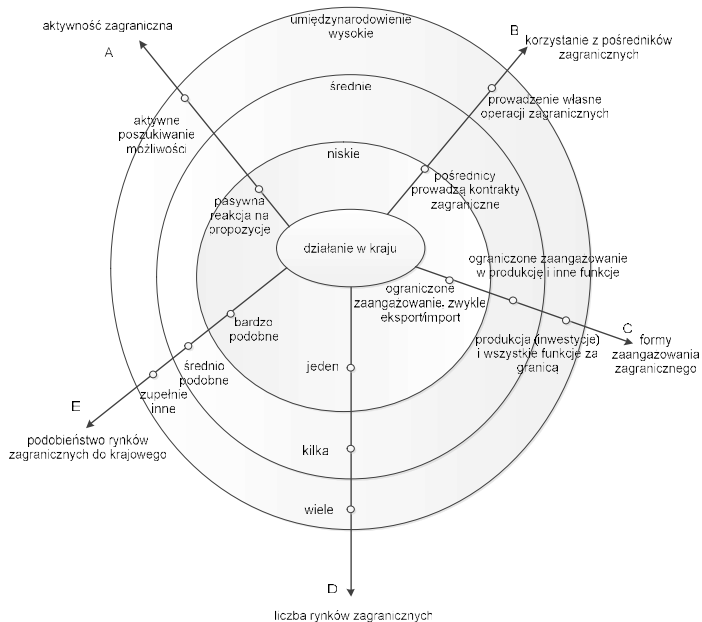 umiędzynarodowienie
wysokie
aktywność zagraniczna
A
B
korzystanie z pośredników
zagranicznych
średnie
prowadzenie własne
operacji zagranicznych
aktywne
poszukiwanie
możliwości
niskie
pośrednicy
prowadzą kontrakty
zagraniczne
pasywna
reakcja na
propozycje
działanie w kraju
ograniczone zaangażowanie
w produkcję i inne funkcje
ograniczone
zaangażowanie, zwykle
eksport/import
bardzo
podobne
C
formy
zaangażowania
zagranicznego
produkcja (inwestycje)
i wszystkie funkcje za
granicą
jeden
średnio
podobne
zupełnie
inne
E
podobieństwo rynków
zagranicznych do krajowego
kilka
wiele
D
liczba rynków zagranicznych